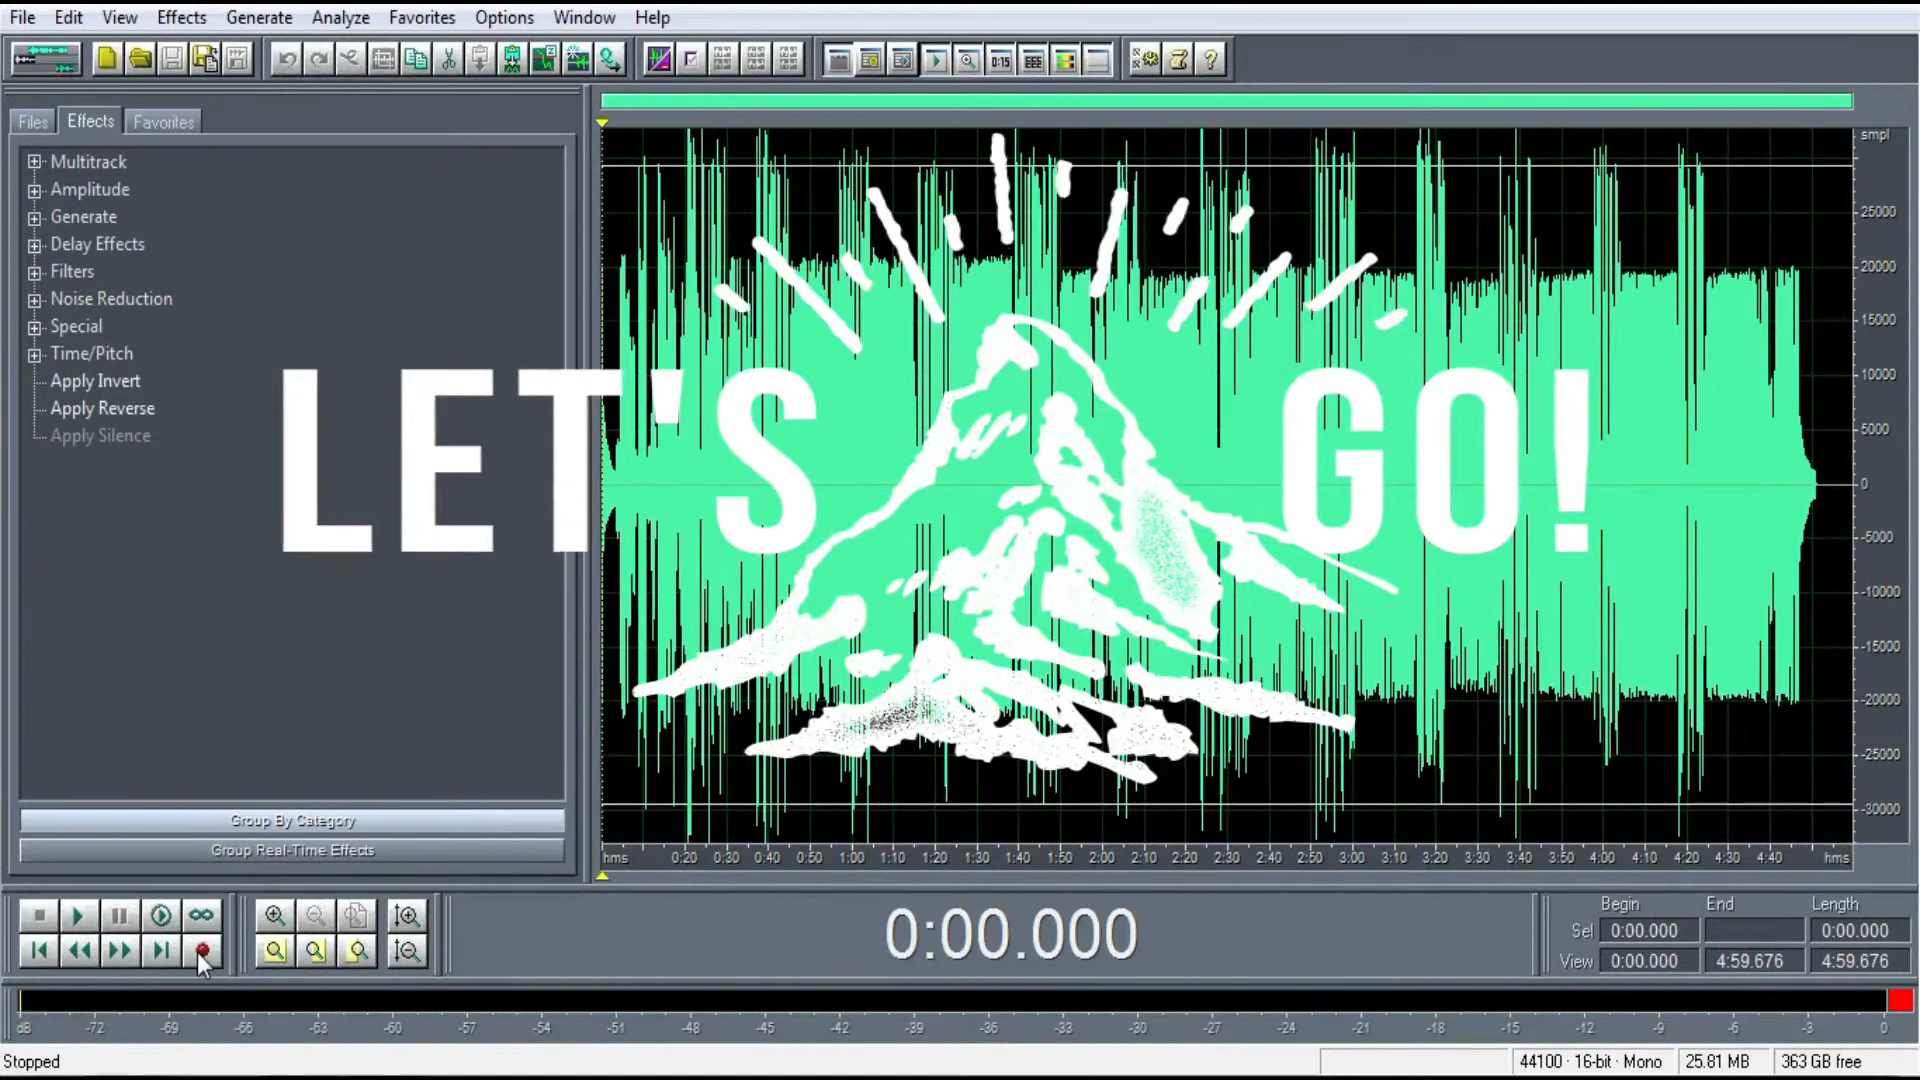 File Edit View Effects Generate Analyze Favorites Options Window Help
0:15
Files Effects Favorites
Multitrack
Amplitude
Generate
Delay Effects
Filters
Noise Reduction
Special
Time/Pitch
Apply Invert
Apply Reverse
Apply Silence
LET'S GO!
smpl
25000
20000
15000
10000
5000
0
-5000
-10000
-15000
-20000
-25000
-30000
Group By Category
Group Real-Time Effects
hms 0:20 0:30 0:40 0:50 1:00 1:10 1:20 1:30 1:40 1:50 2:00 2:10 2:20 2:30 2:40 2:50 3:00 3:10 3:20 3:30 3:40 3:50 4:00 4:10 4:20 4:30 4:40 hms
0:00.000
Begin End Length
Sel 0:00.000 0:00.000
View 0:00.000 4:59.676 4:59.676
dB -72 -69 -66 -63 -60 -57 -54 -51 -48 -45 -42 -39 -36 -33 -30 -27 -24 -21 -18 -15 -12 -9 -6 -3 0
Stopped 44100 · 16-bit · Mono 25.81 MB 363 GB free